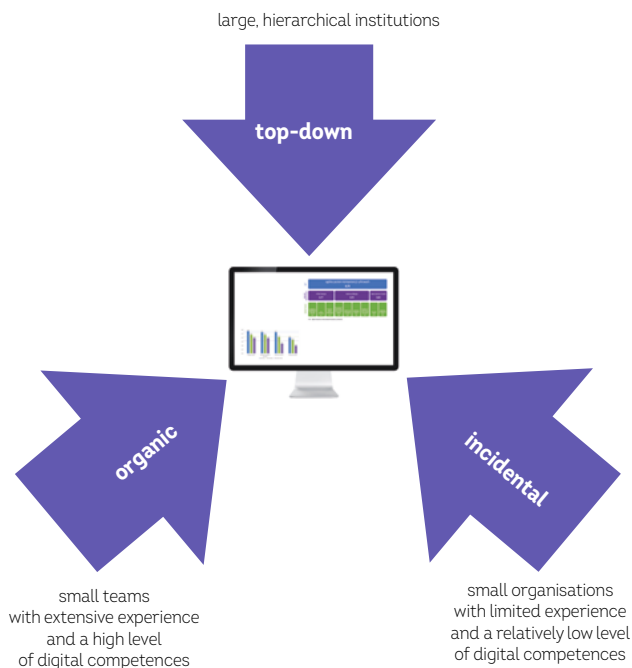 large, hierarchical institutions
top-down
organic
incidental
small teams
with extensive experience
and a high level
of digital competences
small organisations
with limited experience
and a relatively low level
of digital competences